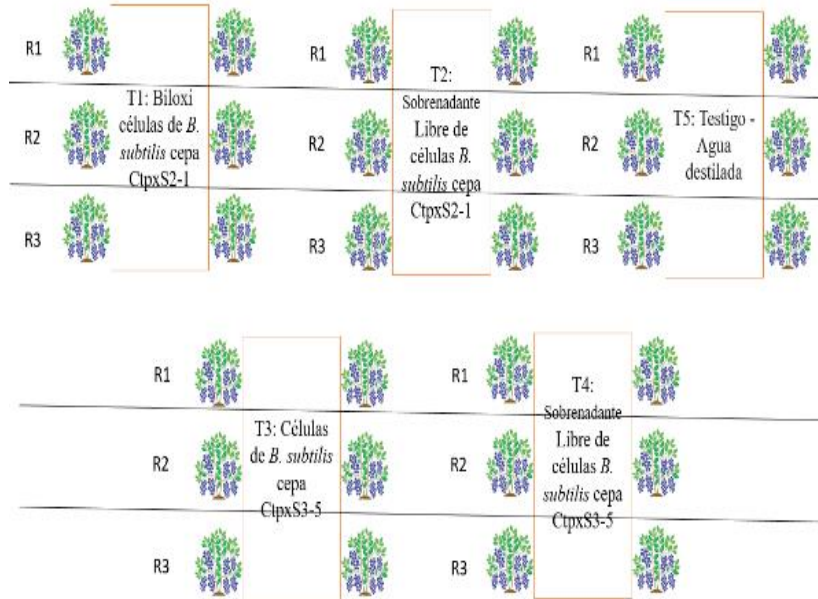 R1
R2
R3
T1: Biloxi
células de B.
subtilis cepa
CtpxS2-1
R1
R2
R3
T2:
Sobrenadante
Libre de
células B.
subtilis cepa
CtpxS2-1
R1
R2
R3
T5: Testigo -
Agua
destilada
R1
R2
R3
T3: Células
de B. subtilis
cepa
CtpxS3-5
R1
R2
R3
T4:
Sobrenadante
Libre de
células B.
subtilis cepa
CtpxS3-5